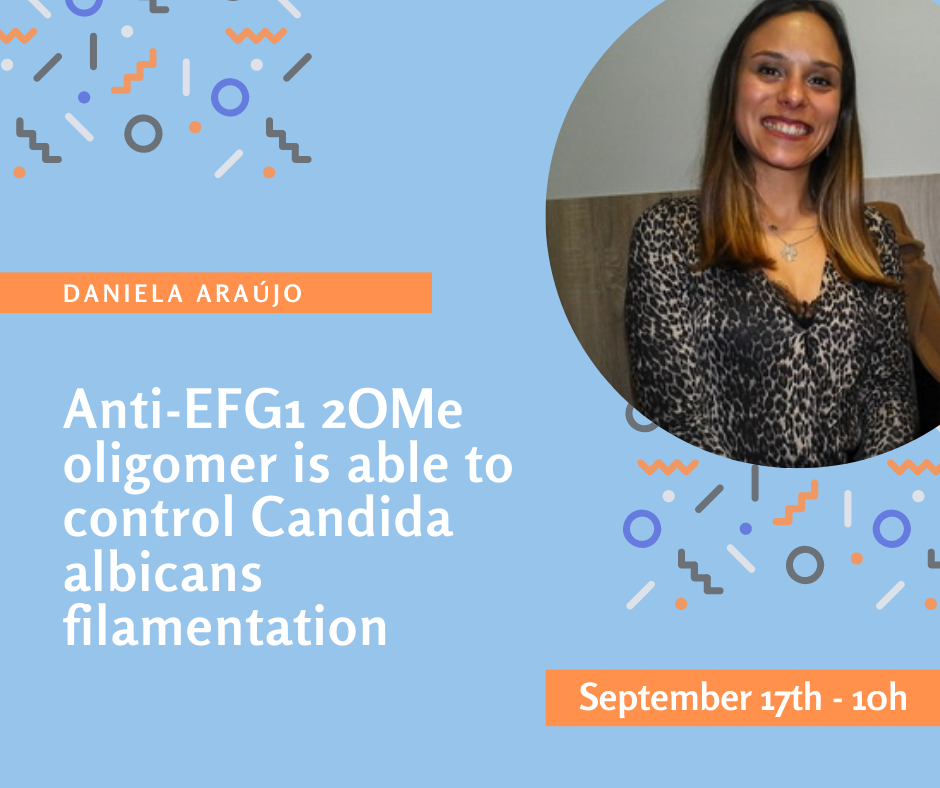 DANIELA ARAÚJO
Anti-EFG1 2OMe
oligomer is able to
control Candida
albicans
filamentation
September 17th - 10h